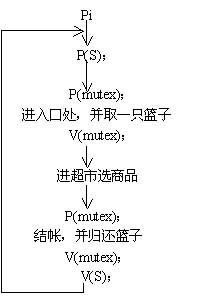 Pi
P(S);
P(mutex);
进入口处，并取一只篮子
V(mutex);
进超市选商品
P(mutex);
结帐，并归还篮子
V(mutex);
V(S);